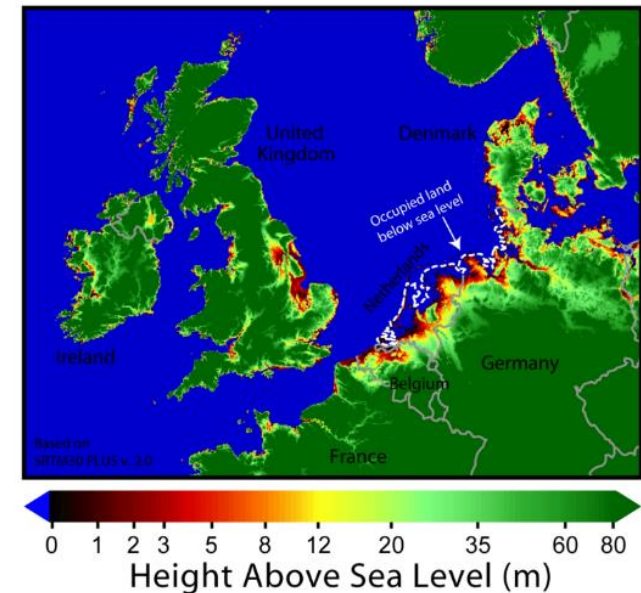 United
Kingdom
Denmark
Occupied land
below sea level
Netherlands
Ireland
Belgium
Germany
France
Based on
SRTM30 PLUS v. 2.0
0 1 2 3 5 8 12 20 35 60 80
Height Above Sea Level (m)